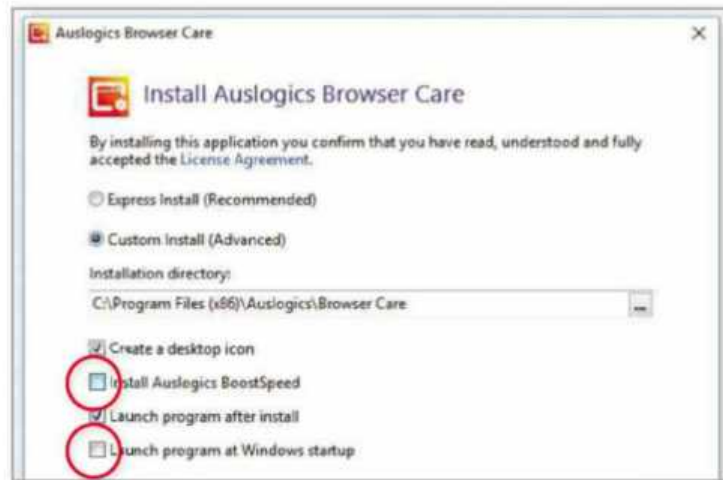 Auslogics Browser Care
Install Auslogics Browser Care
By installing this application you confirm that you have read, understood and fully
accepted the License Agreement.
Express Install (Recommended)
Custom Install (Advanced)
Installation directory:
C:\Program Files (x86)\Auslogics\Browser Care
...
Create a desktop icon
Install Auslogics BoostSpeed
Launch program after install
Launch program at Windows startup